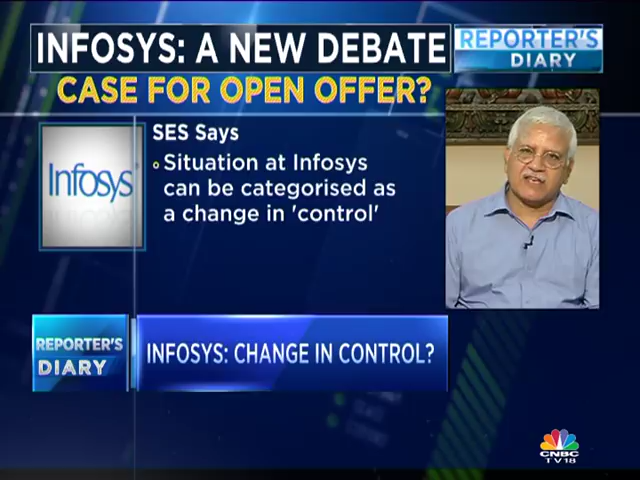 INFOSYS: A NEW DEBATE
REPORTER'S
DIARY
CASE FOR OPEN OFFER?
Infosys
SES Says
Situation at Infosys
can be categorised as
a change in 'control'
REPORTER'S
DIARY
INFOSYS: CHANGE IN CONTROL?
CNBC
TV18